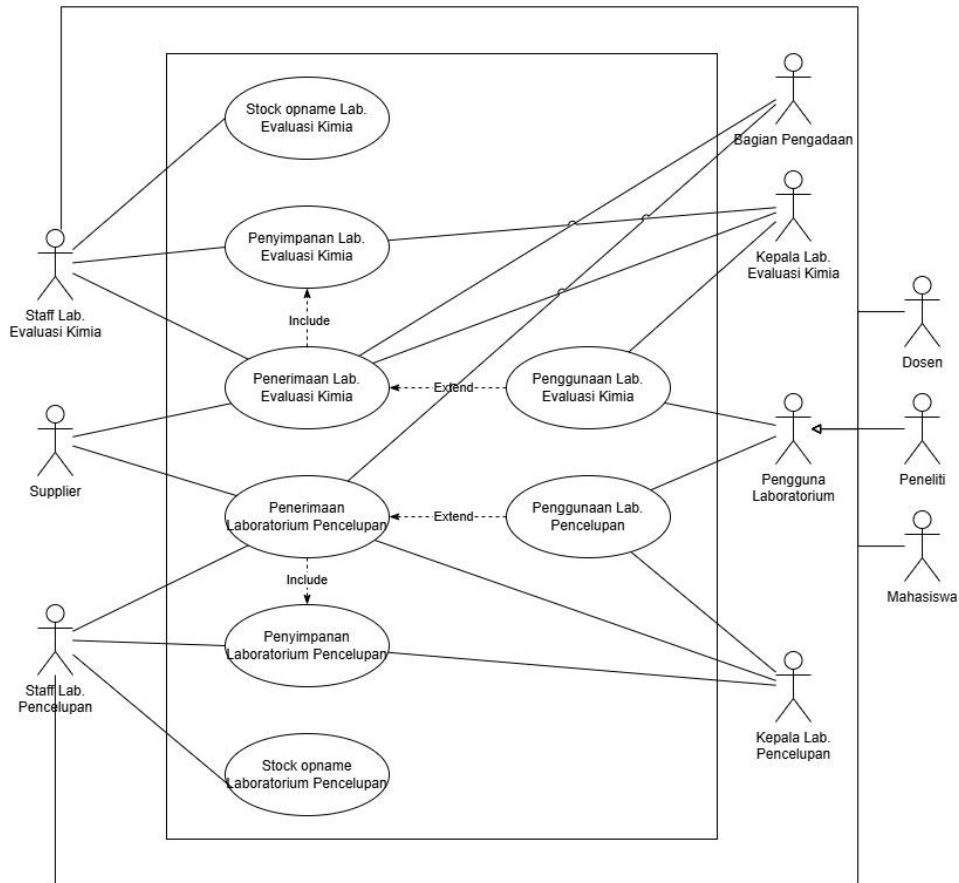 Stock opname Lab.
Evaluasi Kimia
Bagian Pengadaan
Penyimpanan Lab.
Evaluasi Kimia
Kepala Lab.
Evaluasi Kimia
Staff Lab.
Evaluasi Kimia
Include
Dosen
Penerimaan Lab.
Evaluasi Kimia
Extend
Penggunaan Lab.
Evaluasi Kimia
Supplier
Pengguna
Laboratorium
Peneliti
Penerimaan
Laboratorium Pencelupan
Extend
Penggunaan Lab.
Pencelupan
Include
Mahasiswa
Penyimpanan
Laboratorium Pencelupan
Staff Lab.
Pencelupan
Kepala Lab.
Pencelupan
Stock opname
Laboratorium Pencelupan